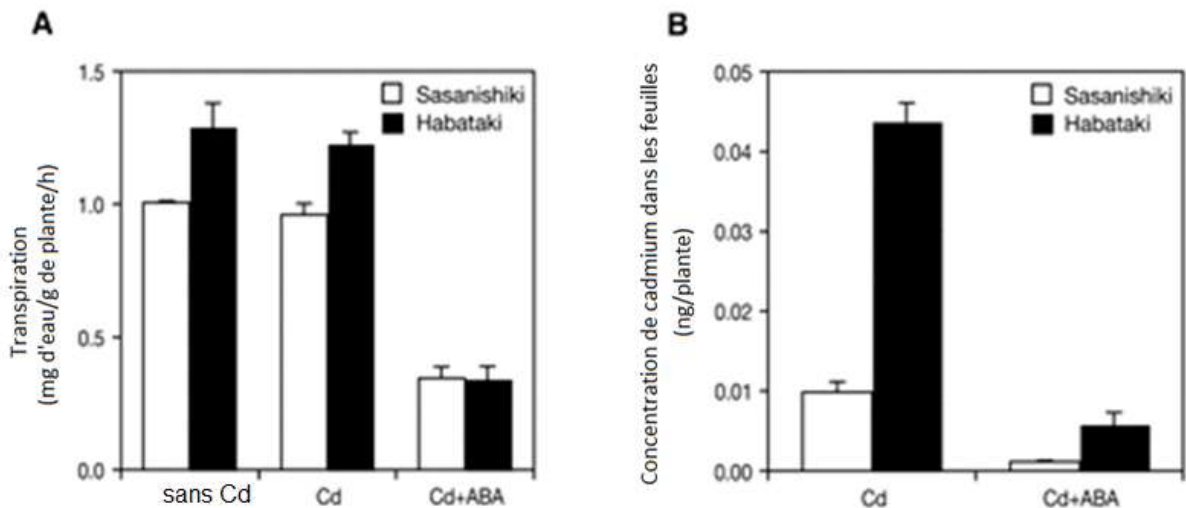 A
Transpiration
(mg d'eau/g de plante/h)
1.5
1.0
0.5
0.0
Sasanishiki
Habataki
sans Cd
Cd
Cd+ABA
B
Concentration de cadmium dans les feuilles
(ng/plante)
0.05
0.04
0.03
0.02
0.01
0.00
Sasanishiki
Habataki
Cd
Cd+ABA